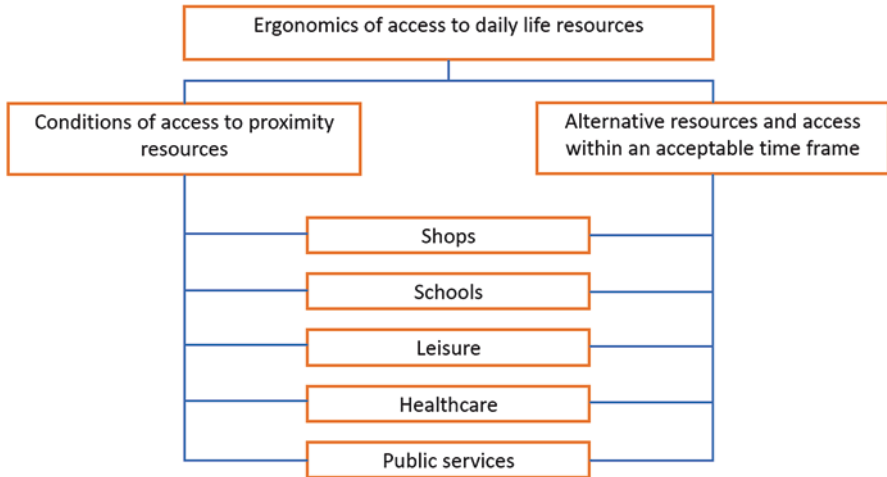 Ergonomics of access to daily life resources
Conditions of access to proximity
resources
Alternative resources and access
within an acceptable time frame
Shops
Schools
Leisure
Healthcare
Public services